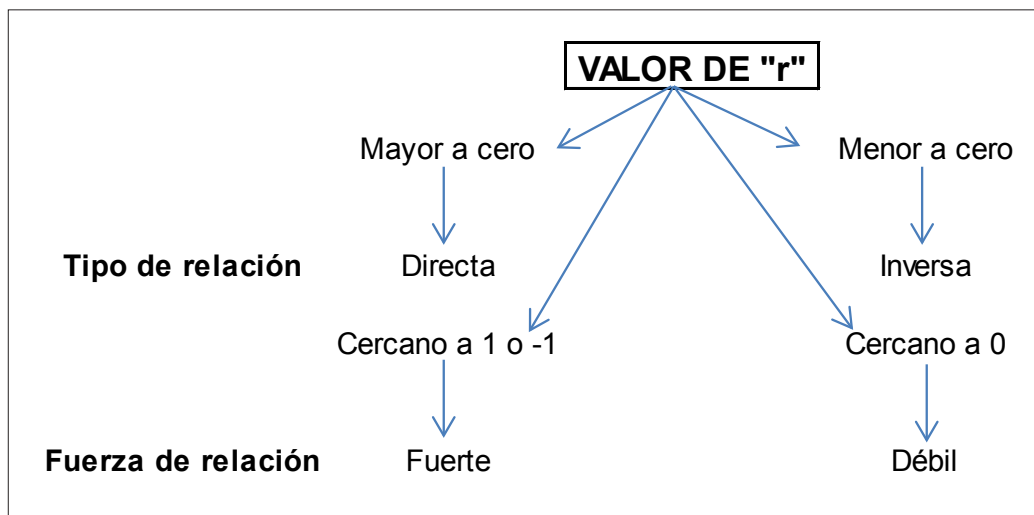 VALOR DE "r"
Mayor a cero
Menor a cero
Tipo de relación
Directa
Inversa
Cercano a 1 o -1
Cercano a 0
Fuerza de relación
Fuerte
Débil